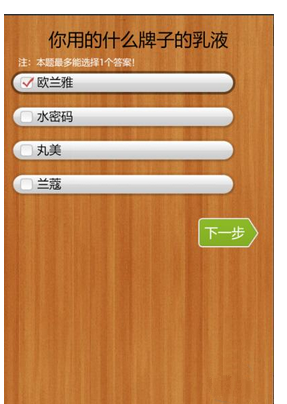 你用的什么牌子的乳液
注：本题最多能选择1个答案！
欧兰雅
水密码
丸美
兰蔻
下一步